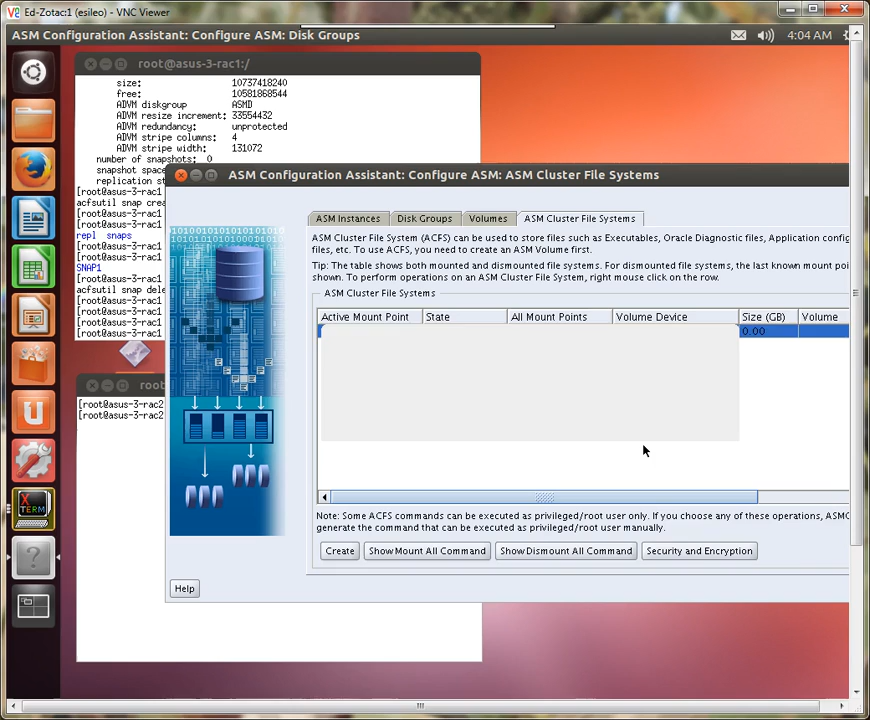 Ed-Zotac:1 (esileo) - VNC Viewer
ASM Configuration Assistant: Configure ASM: Disk Groups
4:04 AM
root@asus-3-rac1:/
size: 10737418240
free: 10581868544
ADVM diskgroup ASMD
ADVM resize increment: 33554432
ADVM redundancy: unprotected
ADVM stripe columns: 4
ADVM stripe width: 131072
number of snapshots: 0
snapshot space
replication st
[root@asus-3-rac1
acfsutil snap crea
[root@asus-3-rac1
[root@asus-3-rac1
repl snaps
[root@asus-3-rac1
[root@asus-3-rac1
SNAP1
[root@asus-3-rac1
acfsutil snap dele
[root@asus-3-rac1
[root@asus-3-rac1
[root@asus-3-rac1
[root@asus-3-rac1
root
[root@asus-3-rac2
[root@asus-3-rac2
XTERM
ASM Configuration Assistant: Configure ASM: ASM Cluster File Systems
ASM Instances Disk Groups Volumes ASM Cluster File Systems
ASM Cluster File System (ACFS) can be used to store files such as Executables, Oracle Diagnostic files, Application config
files, etc. To use ACFS, you need to create an ASM Volume first.
Tip: The table shows both mounted and dismounted file systems. For dismounted file systems, the last known mount poi
shown. To perform operations on an ASM Cluster File System, right mouse click on the row.
ASM Cluster File Systems
Active Mount Point State All Mount Points Volume Device Size (GB) Volume
0.00
Note: Some ACFS commands can be executed as privileged/root user only. If you choose any of these operations, ASMC
generate the command that can be executed as privileged/root user manually.
Create Show Mount All Command Show Dismount All Command Security and Encryption
Help